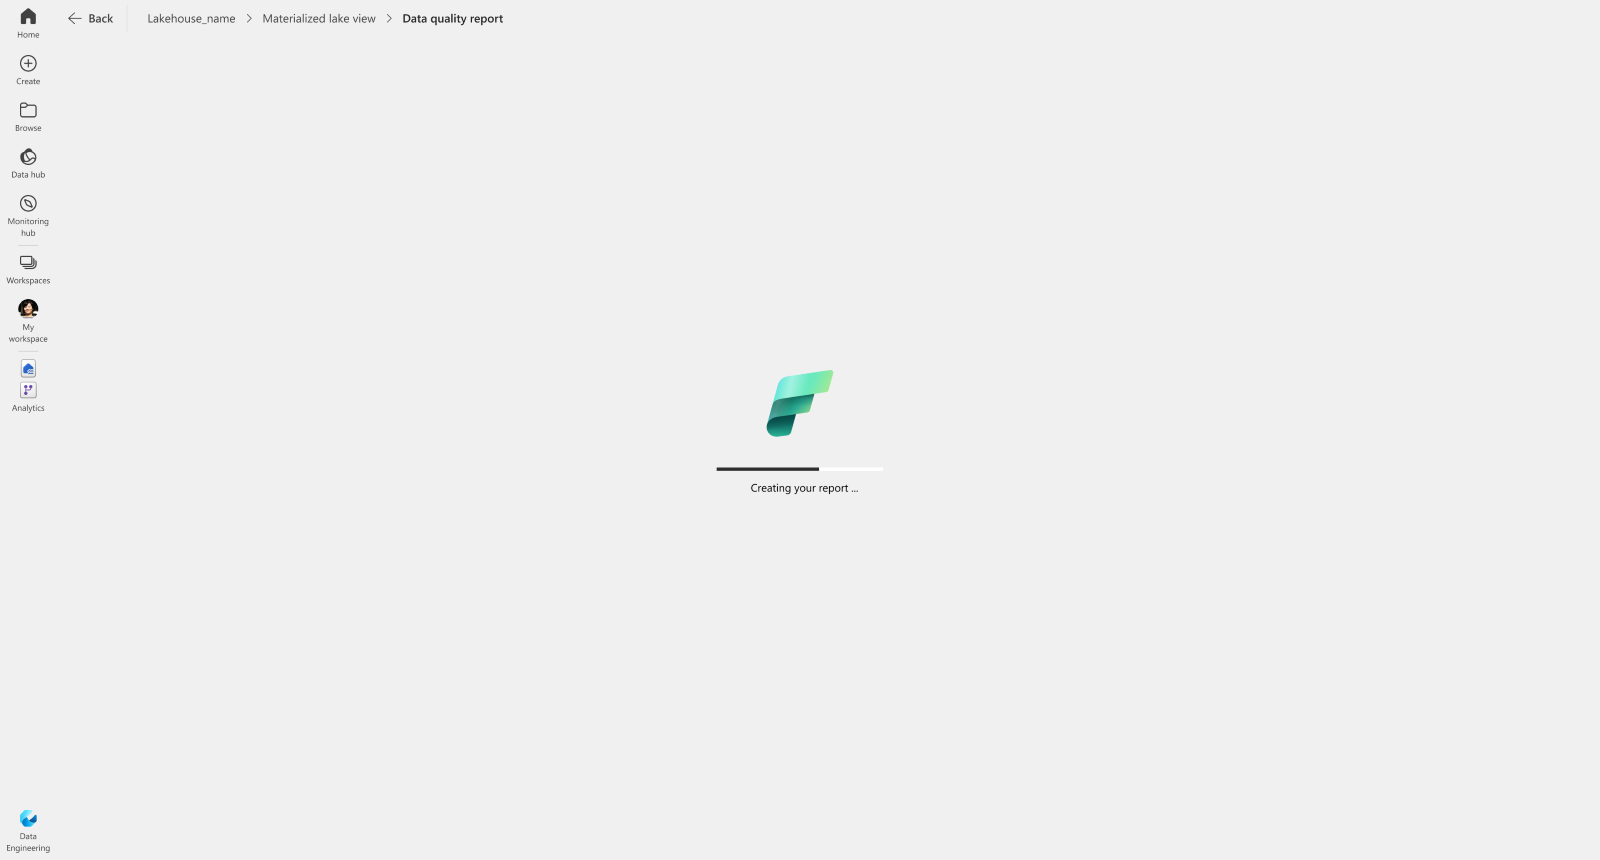 Back
Lakehouse_name > Materialized lake view > Data quality report
Home
Create
Browse
Data hub
Monitoring
hub
Workspaces
My
workspace
Analytics
Creating your report ...
Data
Engineering